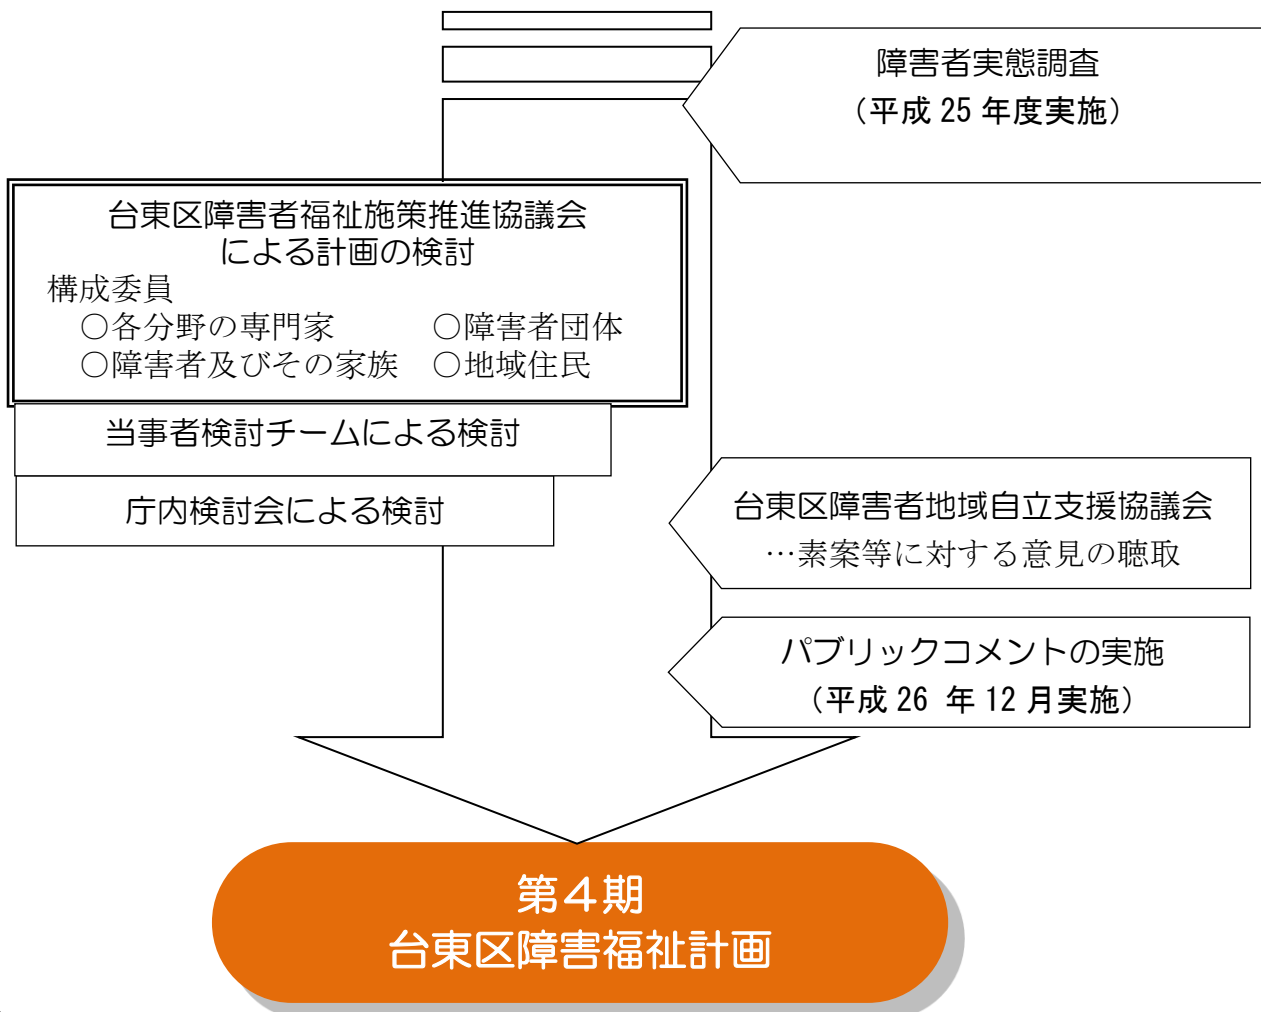 障害者実態調査
（平成 25 年度実施）
台東区障害者福祉施策推進協議会
による計画の検討
構成委員
○各分野の専門家　○障害者団体
○障害者及びその家族　○地域住民
当事者検討チームによる検討
庁内検討会による検討
台東区障害者地域自立支援協議会
…素案等に対する意見の聴取
パブリックコメントの実施
（平成 26 年 12 月実施）
第４期
台東区障害福祉計画